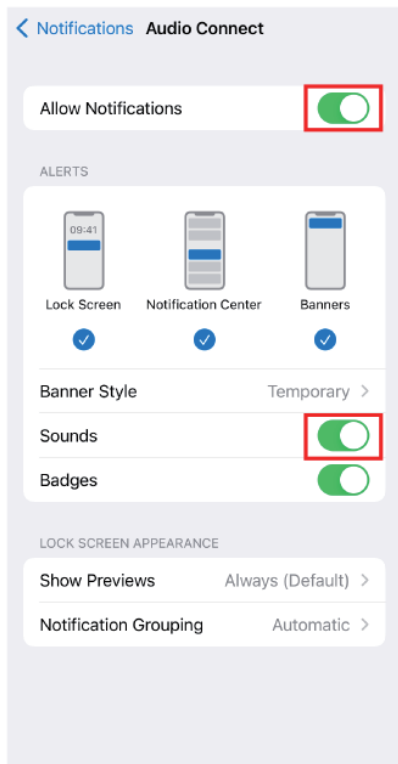 Notifications Audio Connect
Allow Notifications
ALERTS
09:41
Lock Screen Notification Center Banners
Banner Style Temporary
Sounds
Badges
LOCK SCREEN APPEARANCE
Show Previews Always (Default)
Notification Grouping Automatic